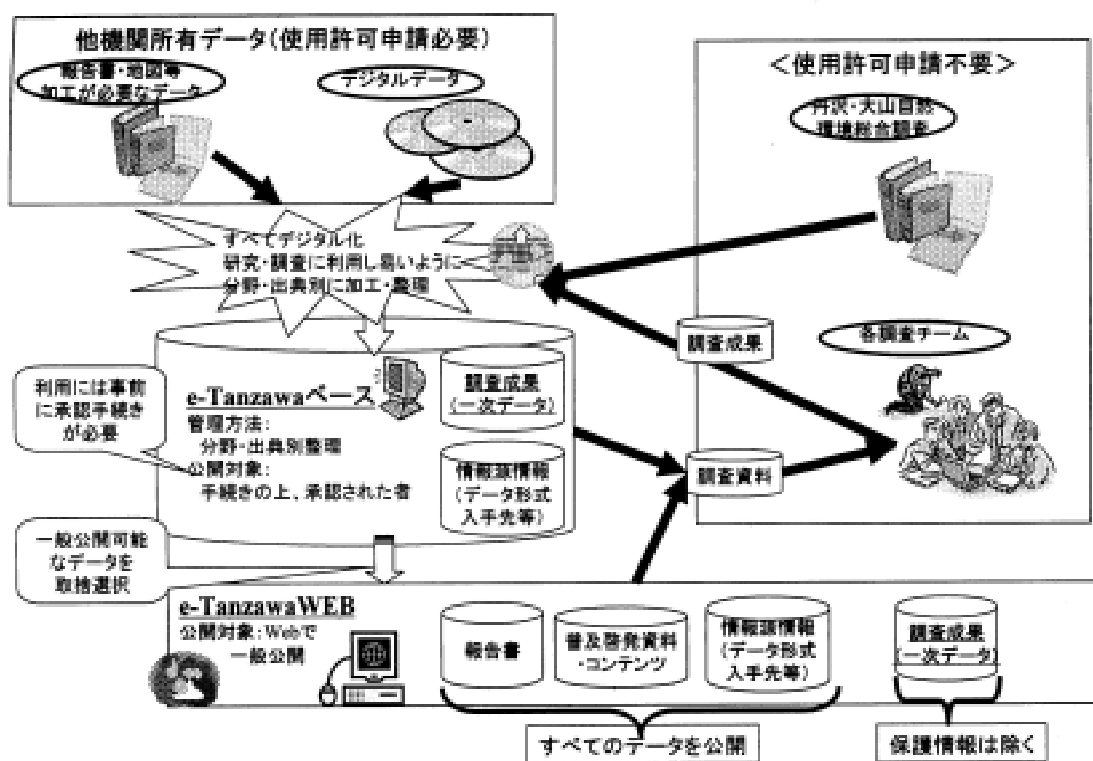 他機関所有データ(使用許可申請必要)
報告書・地図等
加工が必要なデータ
デジタルデータ
＜使用許可申請不要＞
丹沢・大山自然
環境総合調査
すべてデジタル化
研究・調査に利用し易いように
分野・出典別に加工・整理
調査成果
各調査チーム
利用には事前
に承認手続き
が必要
e-Tanzawaベース
管理方法:
分野・出典別整理
公開対象:
手続きの上、承認された者
調査成果
(一次データ)
情報源情報
(データ形式
入手先等)
調査資料
一般公開可能
なデータを
取捨選択
e-TanzawaWEB
公開対象:Webで
一般公開
報告書
普及啓発資料
・コンテンツ
情報源情報
(データ形式
入手先等)
調査成果
(一次データ)
すべてのデータを公開
保護情報は除く